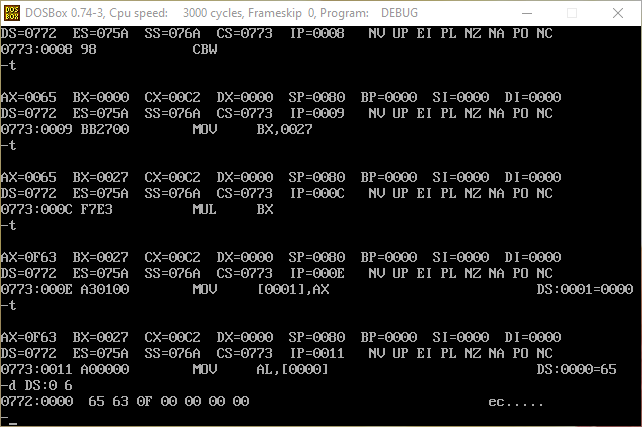 DOS
BOX
DOSBox 0.74-3, Cpu speed: 3000 cycles, Frameskip 0, Program: DEBUG
DS=0772 ES=075A SS=076A CS=0773 IP=0008 NV UP EI PL NZ NA PO NC
0773:0008 98 CBW
-t
AX=0065 BX=0000 CX=00C2 DX=0000 SP=0080 BP=0000 SI=0000 DI=0000
DS=0772 ES=075A SS=076A CS=0773 IP=0009 NV UP EI PL NZ NA PO NC
0773:0009 BB2700 MOV BX,0027
-t
AX=0065 BX=0027 CX=00C2 DX=0000 SP=0080 BP=0000 SI=0000 DI=0000
DS=0772 ES=075A SS=076A CS=0773 IP=000C NV UP EI PL NZ NA PO NC
0773:000C F7E3 MUL BX
-t
AX=0F63 BX=0027 CX=00C2 DX=0000 SP=0080 BP=0000 SI=0000 DI=0000
DS=0772 ES=075A SS=076A CS=0773 IP=000E NV UP EI PL NZ NA PO NC
0773:000E A30100 MOV [0001],AX DS:0001=0000
-t
AX=0F63 BX=0027 CX=00C2 DX=0000 SP=0080 BP=0000 SI=0000 DI=0000
DS=0772 ES=075A SS=076A CS=0773 IP=0011 NV UP EI PL NZ NA PO NC
0773:0011 A00000 MOV AL,[0000] DS:0000=65
-d DS:0 6
0772:0000 65 63 0F 00 00 00 00 ec.....
-_